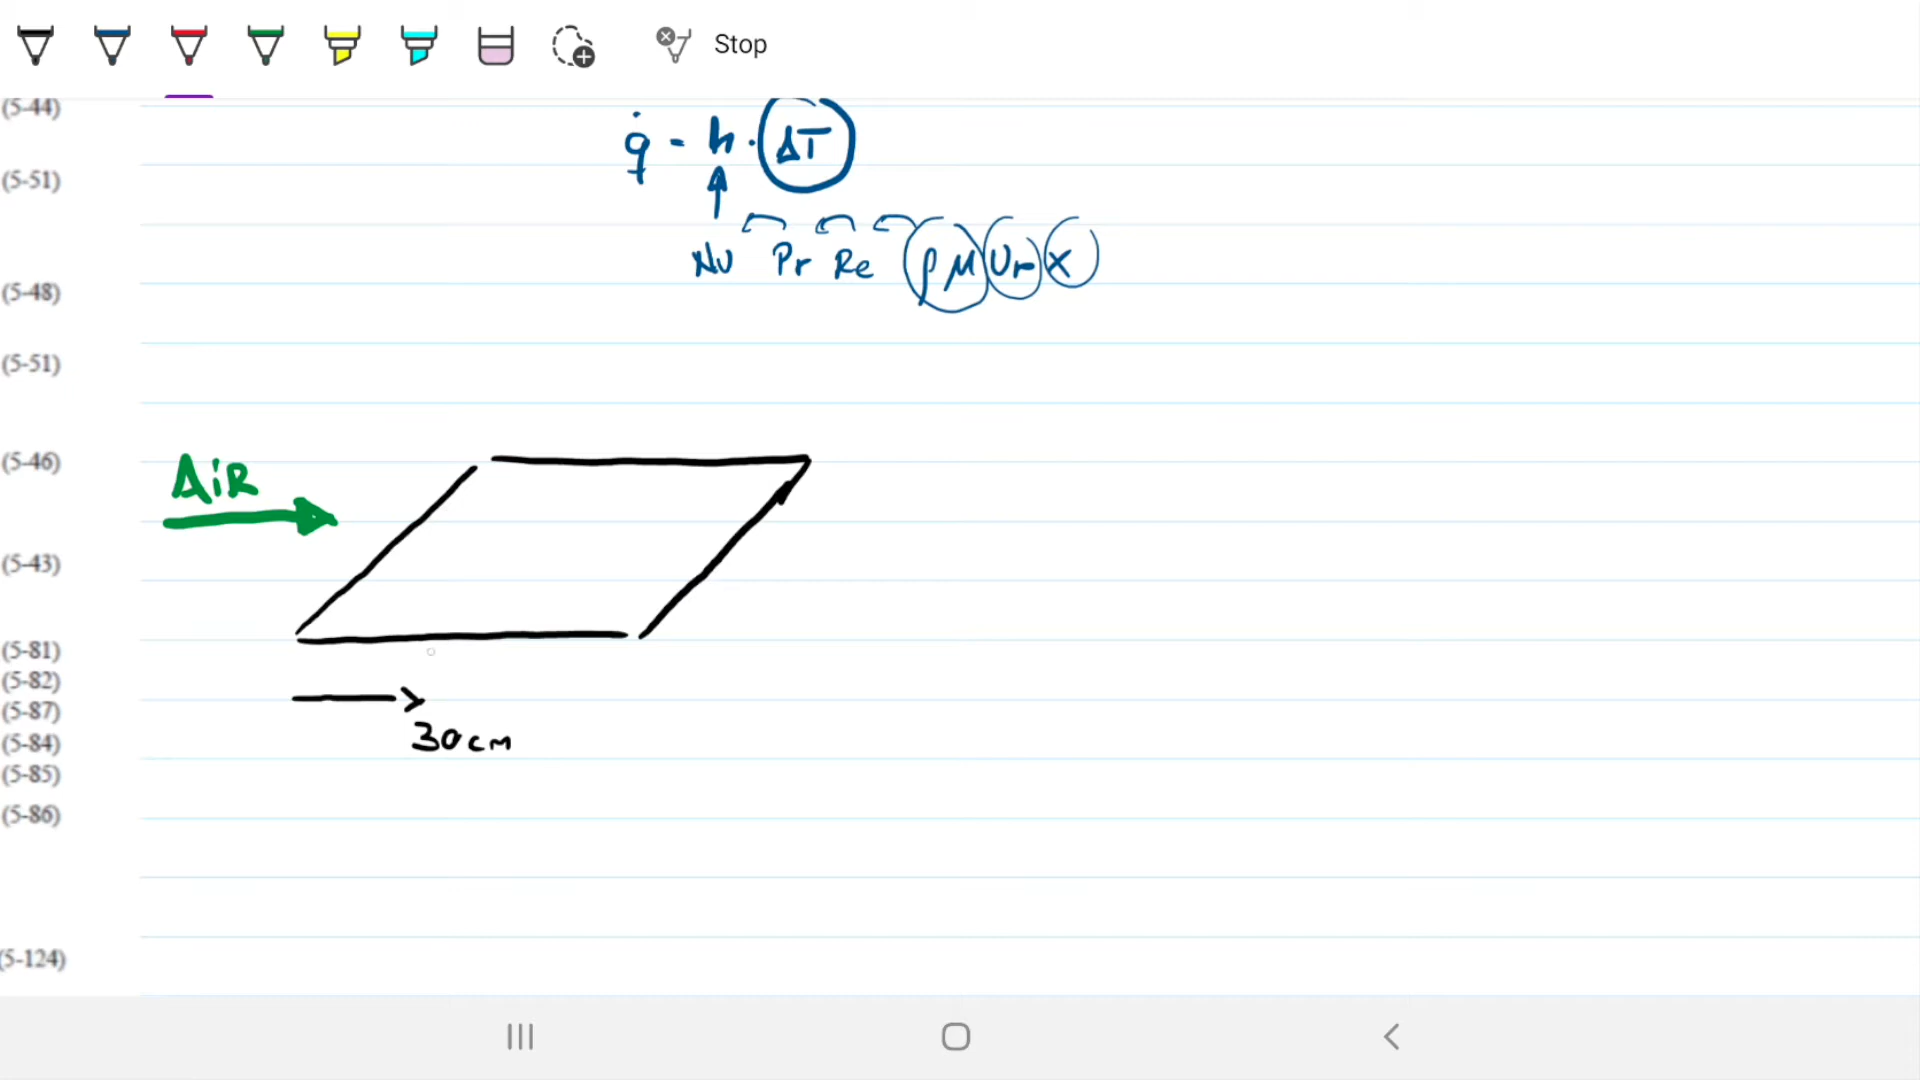 Stop
(5-44)
q̇ = h · ΔT
(5-51)
Nu Pr Re ρ μ U∞ x
(5-48)
(5-51)
(5-46)
AiR
(5-43)
(5-81)
(5-82)
(5-87)
30cm
(5-84)
(5-85)
(5-86)
(5-124)